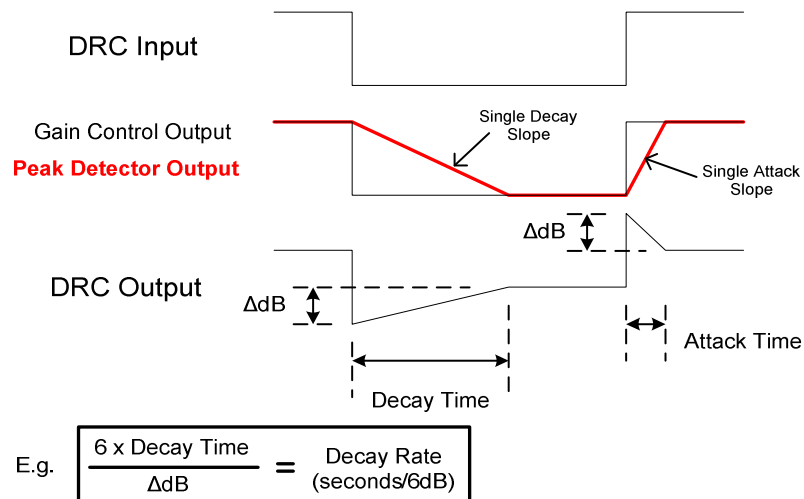 DRC Input
Gain Control Output
Peak Detector Output
Single Decay
Slope
Single Attack
Slope
ΔdB
DRC Output
ΔdB
Attack Time
Decay Time
E.g.
6 x Decay Time
ΔdB
=
Decay Rate
(seconds/6dB)